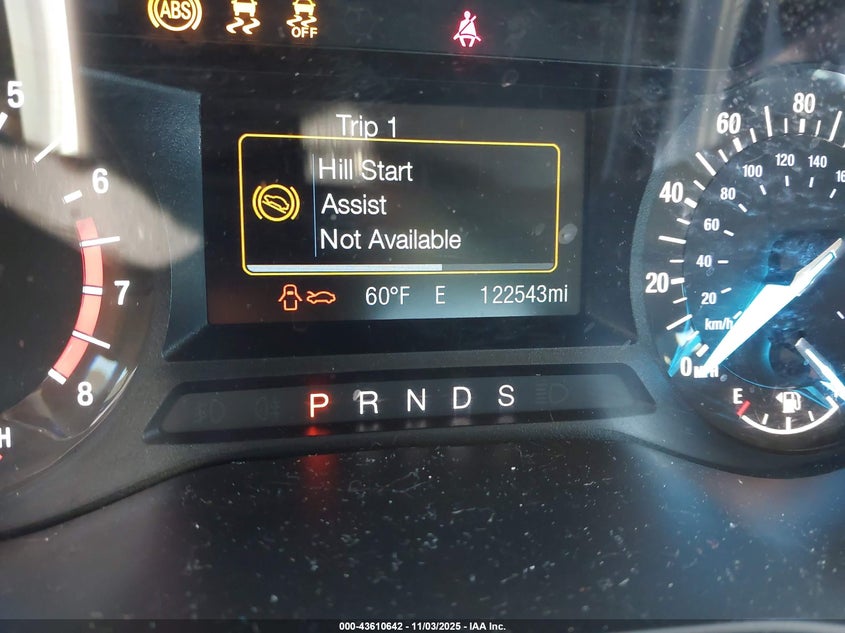 ABS
OFF
Trip 1
Hill Start
Assist
Not Available
60°F E 122543mi
5
6
7
8
H
P R N D S
0 20 40 60 80
MPH
20 40 60 80 100 120 140
km/h
E
000-43610642 - 11/03/2025 - IAA Inc.